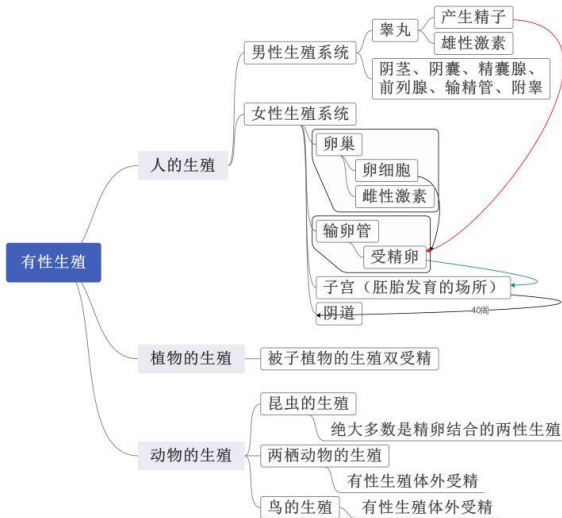 有性生殖
人的生殖
男性生殖系统
睾丸
产生精子
雄性激素
阴茎、阴囊、精囊腺、
前列腺、输精管、附睾
女性生殖系统
卵巢
卵细胞
雌性激素
输卵管
受精卵
子宫（胚胎发育的场所）
40周
阴道
植物的生殖
被子植物的生殖双受精
动物的生殖
昆虫的生殖
绝大多数是精卵结合的两性生殖
两栖动物的生殖
有性生殖体外受精
鸟的生殖
有性生殖体外受精